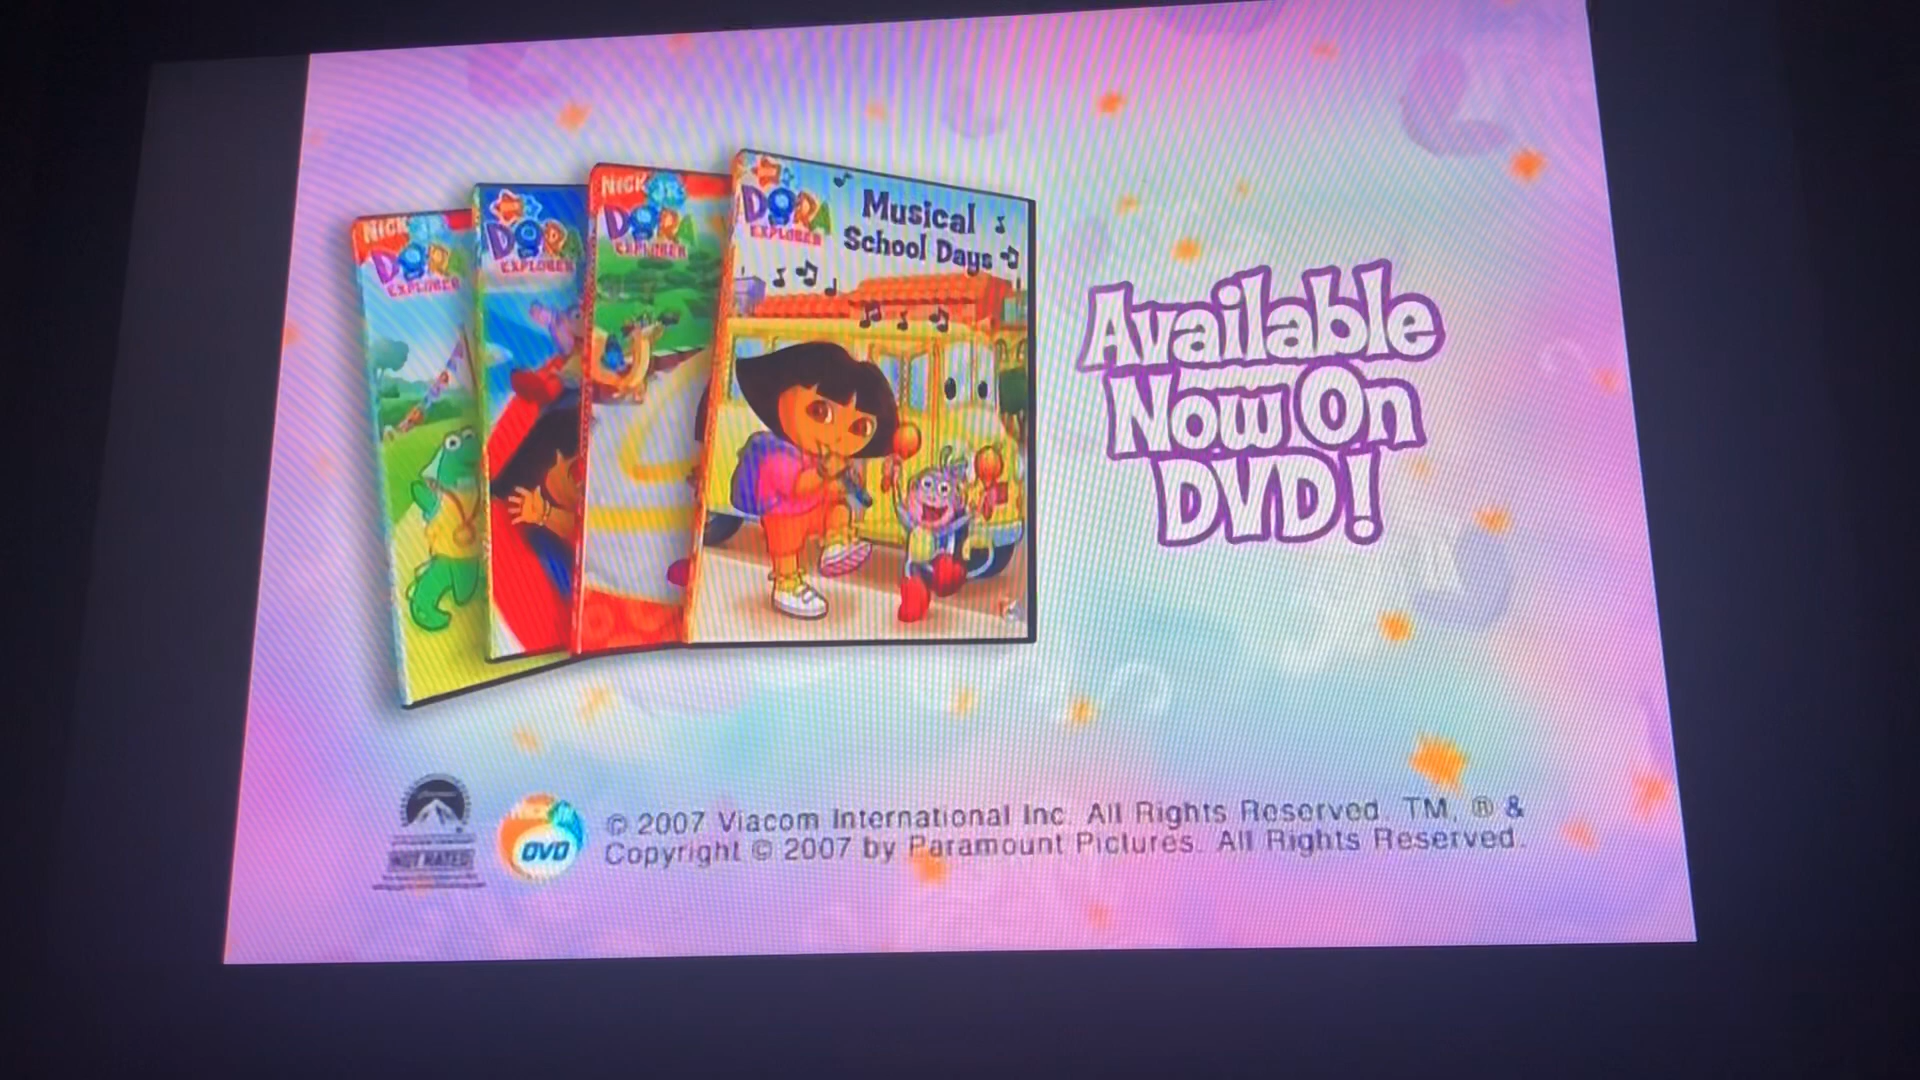 NICK JR
DORA
EXPLORER
DORA
EXPLORER
NICK JR
DORA
EXPLORER
DORA
EXPLORER
Musical
School Days
Available
Now On
DVD!
NOT RATED
DVD
© 2007 Viacom International Inc. All Rights Reserved. TM, ® &
Copyright © 2007 by Paramount Pictures. All Rights Reserved.